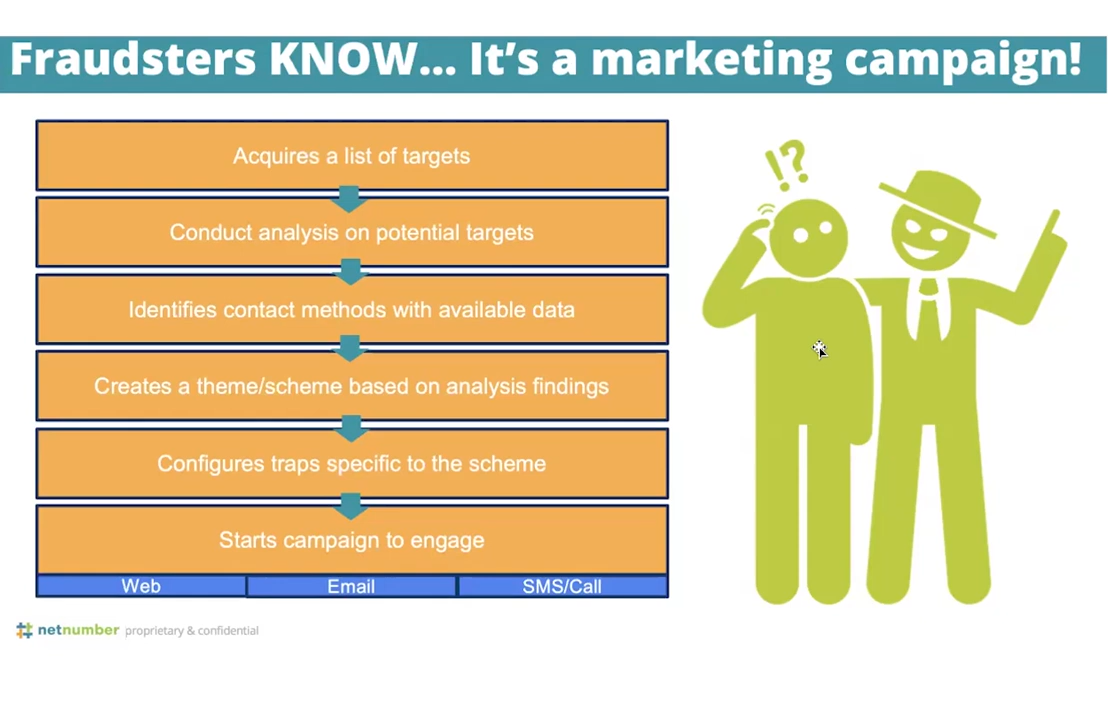 Fraudsters KNOW... It's a marketing campaign!
Acquires a list of targets
!?
Conduct analysis on potential targets
Identifies contact methods with available data
Creates a theme/scheme based on analysis findings
Configures traps specific to the scheme
Starts campaign to engage
Web Email SMS/Call
netnumber proprietary & confidential